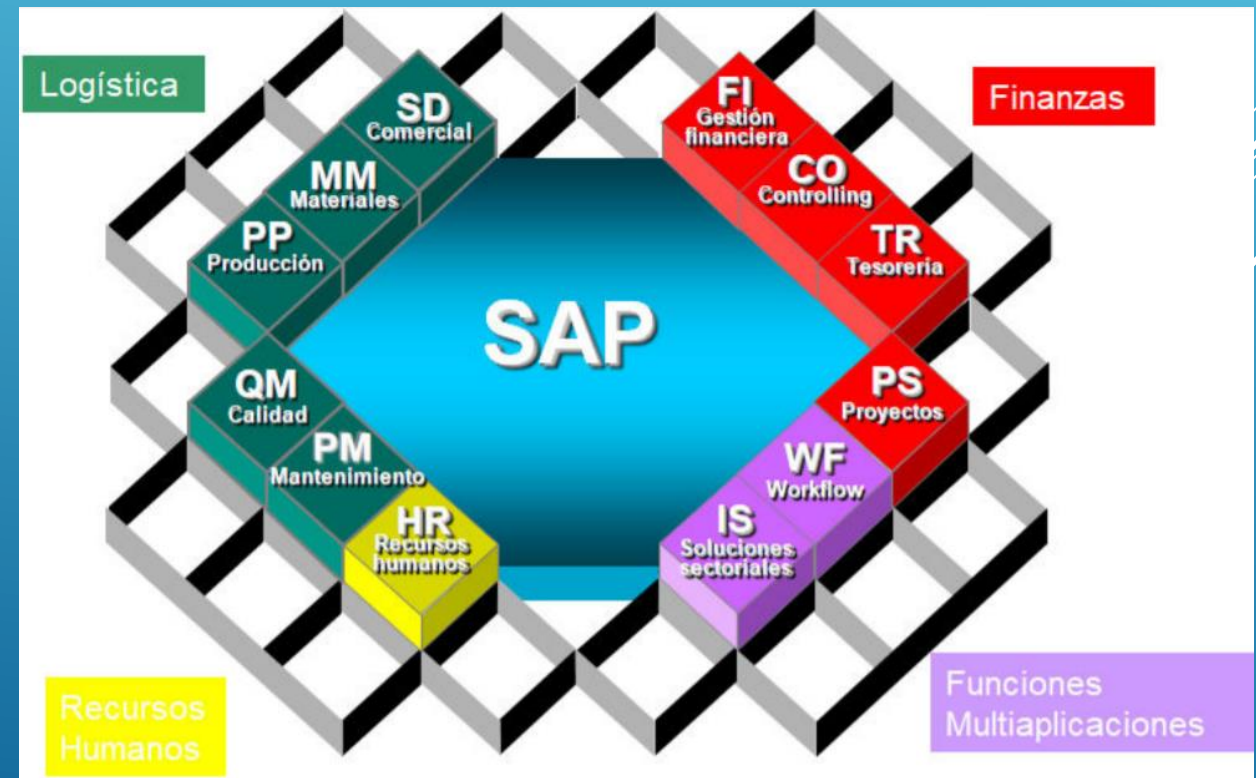 Logística
SD
Comercial
MM
Materiales
PP
Producción
QM
Calidad
PM
Mantenimiento
HR
Recursos
humanos
SAP
FI
Gestión
financiera
CO
Controlling
TR
Tesoreria
PS
Proyectos
WF
Workflow
IS
Soluciones
sectoriales
Finanzas
Recursos
Humanos
Funciones
Multiaplicaciones